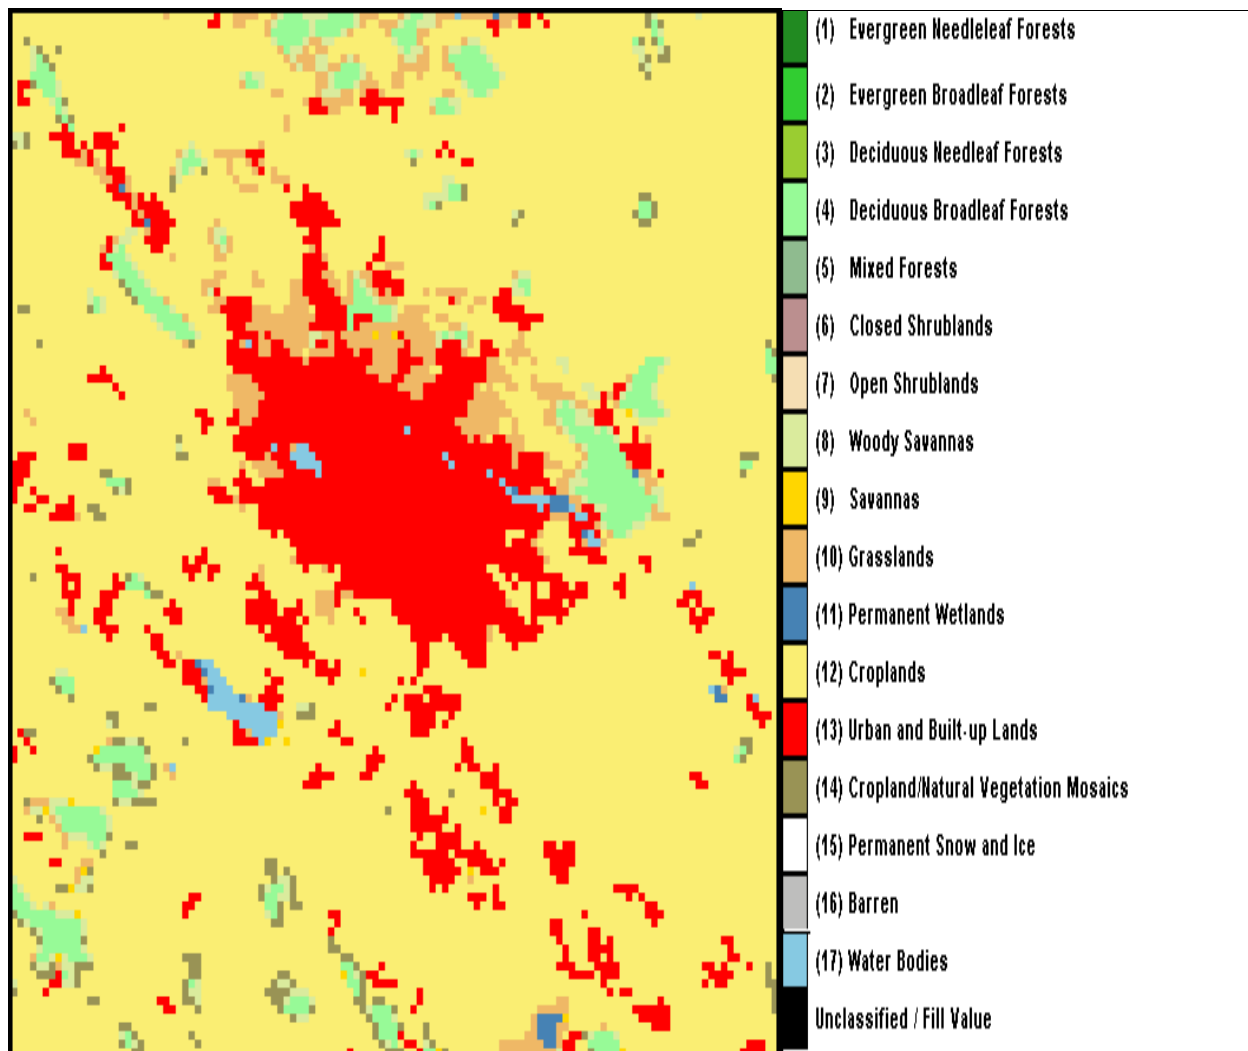 (1) Evergreen Needleleaf Forests
(2) Evergreen Broadleaf Forests
(3) Deciduous Needleaf Forests
(4) Deciduous Broadleaf Forests
(5) Mixed Forests
(6) Closed Shrublands
(7) Open Shrublands
(8) Woody Savannas
(9) Savannas
(10) Grasslands
(11) Permanent Wetlands
(12) Croplands
(13) Urban and Built-up Lands
(14) Cropland/Natural Vegetation Mosaics
(15) Permanent Snow and Ice
(16) Barren
(17) Water Bodies
Unclassified / Fill Value